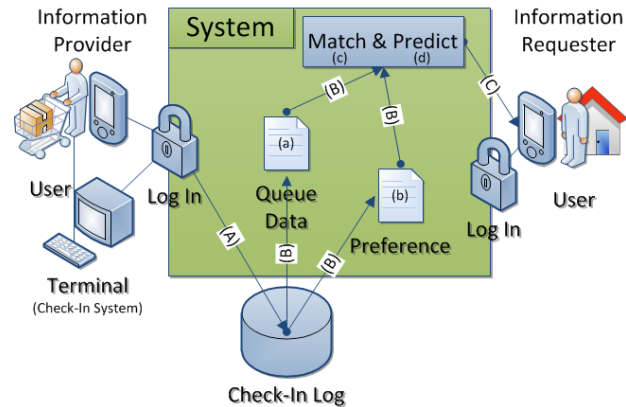 Information
Provider
System
Match & Predict
(c) (d)
Information
Requester
(B)
(C)
(B)
(a)
User
Log In
Queue
Data
(b)
Log In
User
(A)
(B)
(B)
Preference
Terminal
(Check-In System)
Check-In Log